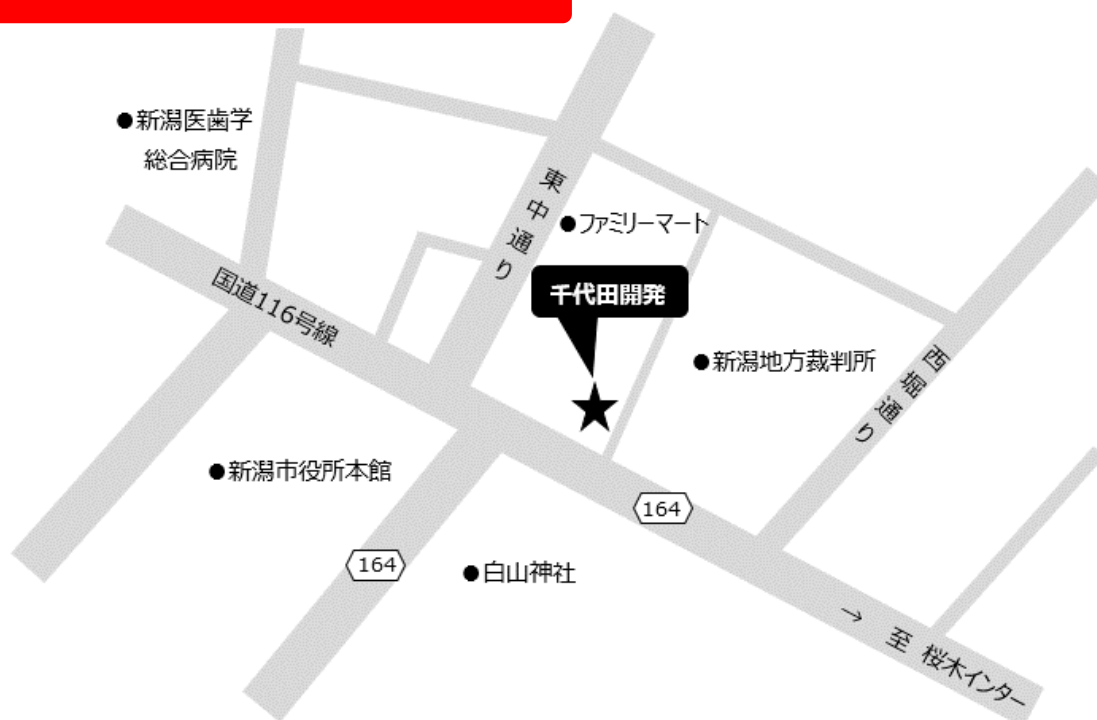 ●新潟医歯学
総合病院
東中通り
●ファミリーマート
国道116号線
千代田開発
●新潟地方裁判所
西堀通り
●新潟市役所本館
164
164
●白山神社
→ 至 桜木インター